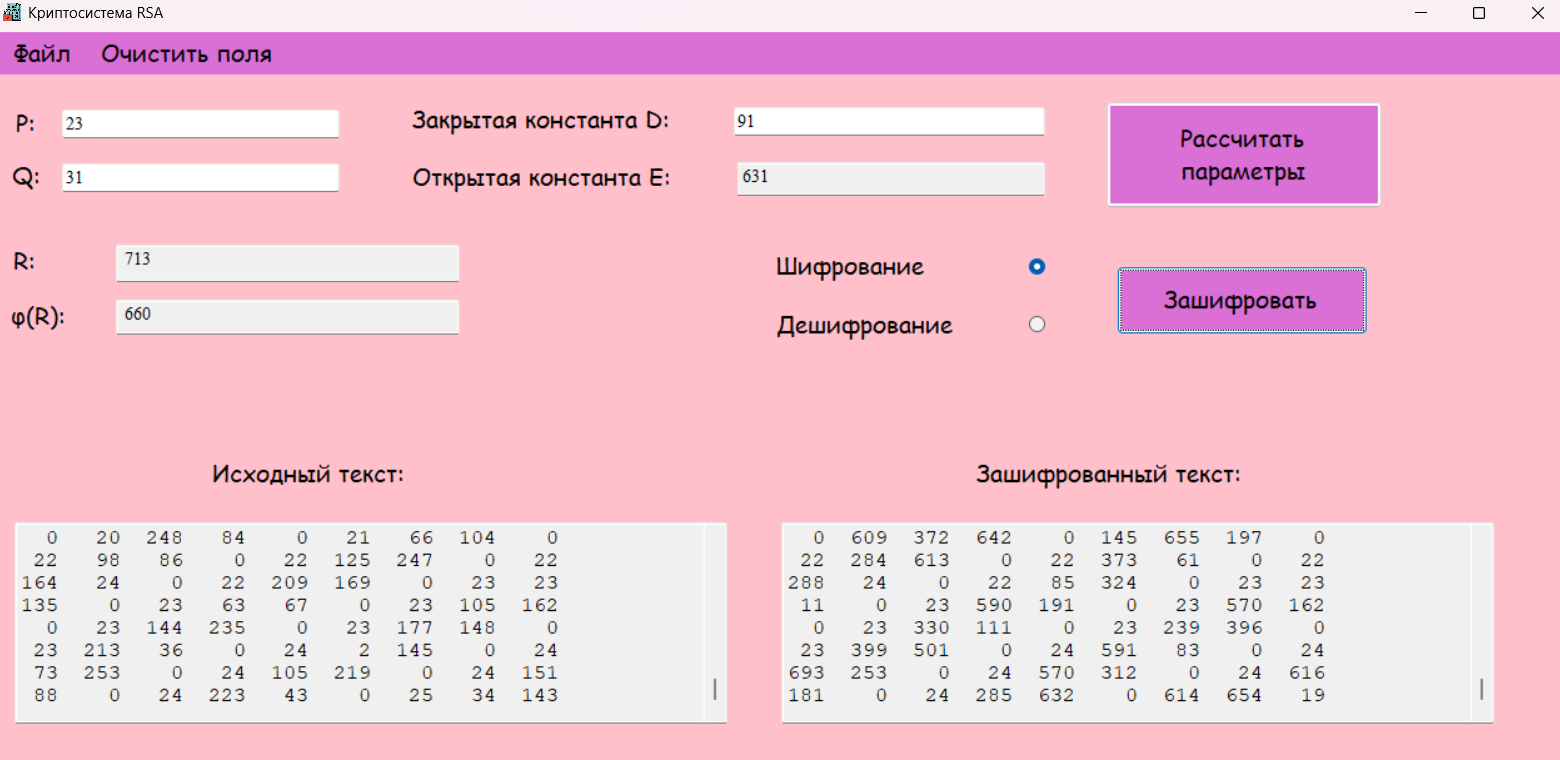 Криптосистема RSA
Файл Очистить поля
P: 23 Закрытая константа D: 91 Рассчитать параметры
Q: 31 Открытая константа E: 631
R: 713 Шифрование Зашифровать
φ(R): 660 Дешифрование
Исходный текст:
0 20 248 84 0 21 66 104 0
22 98 86 0 22 125 247 0 22
164 24 0 22 209 169 0 23 23
135 0 23 63 67 0 23 105 162
0 23 144 235 0 23 177 148 0
23 213 36 0 24 2 145 0 24
73 253 0 24 105 219 0 24 151
88 0 24 223 43 0 25 34 143
Зашифрованный текст:
0 609 372 642 0 145 655 197 0
22 284 613 0 22 373 61 0 22
288 24 0 22 85 324 0 23 23
11 0 23 590 191 0 23 570 162
0 23 330 111 0 23 239 396 0
23 399 501 0 24 591 83 0 24
693 253 0 24 570 312 0 24 616
181 0 24 285 632 0 614 654 19